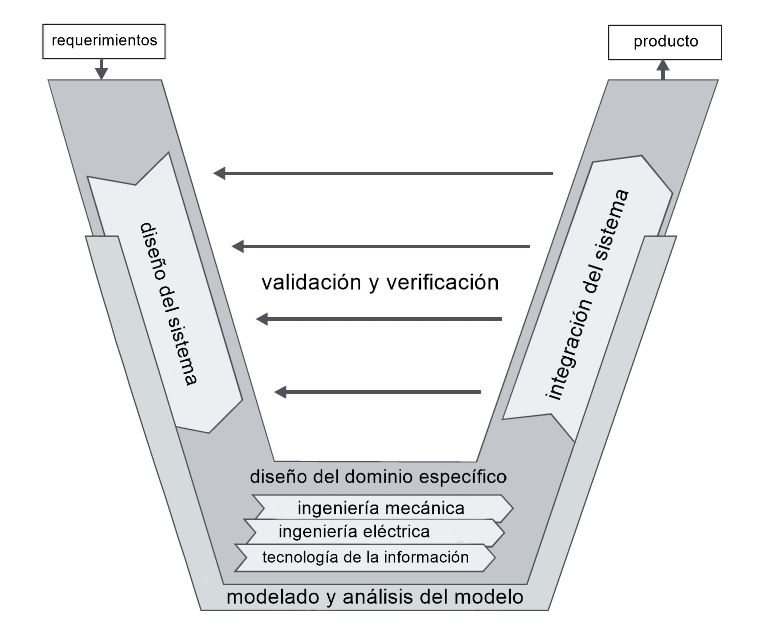 requerimientos
producto
diseño del sistema
validación y verificación
integración del sistema
diseño del dominio específico
ingeniería mecánica
ingeniería eléctrica
tecnología de la información
modelado y análisis del modelo